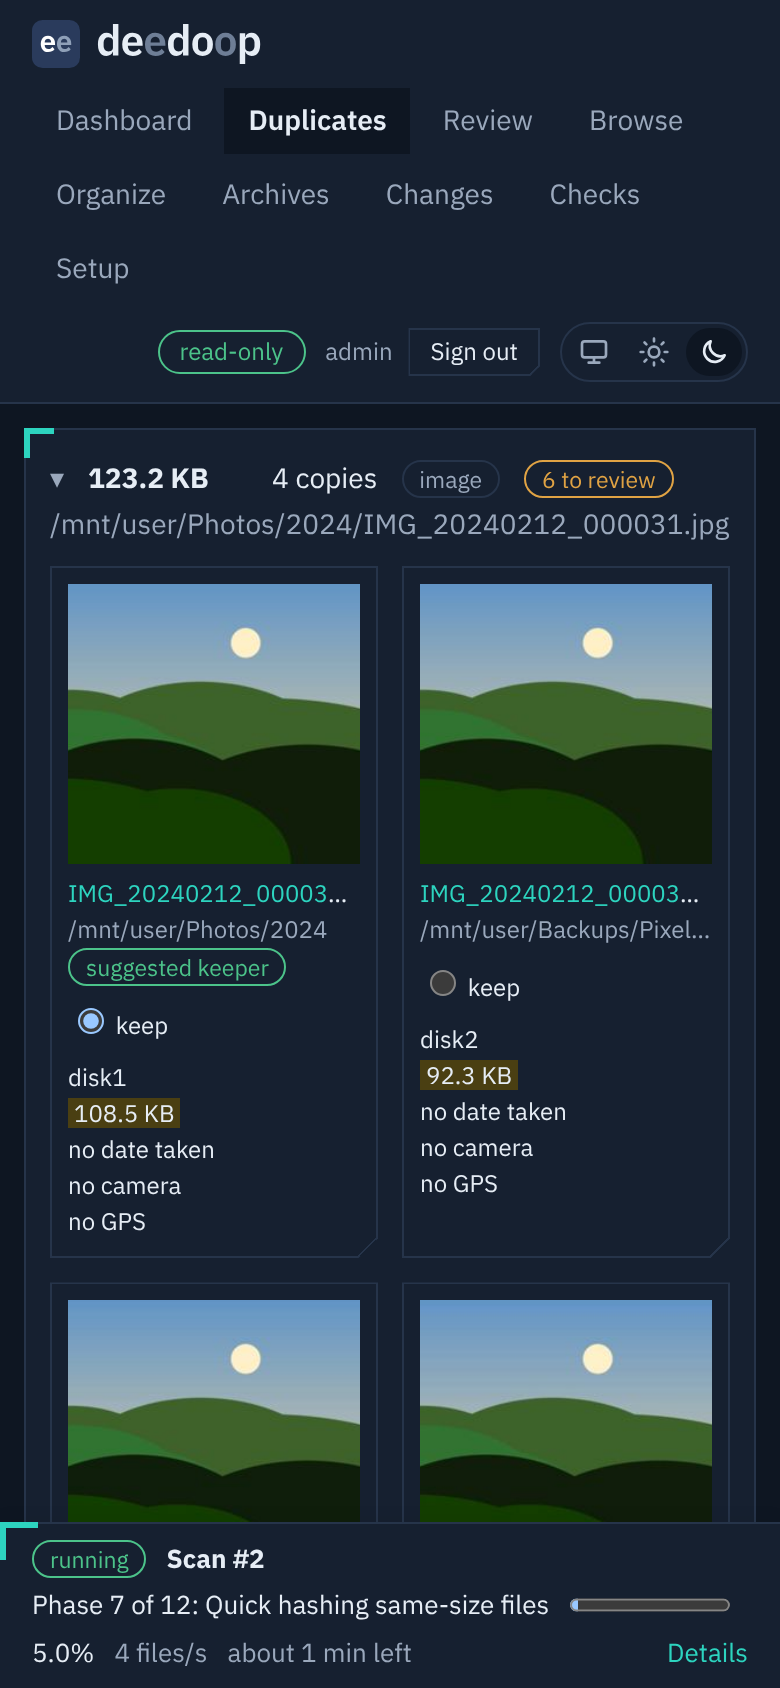 ee deedoop
Dashboard Duplicates Review Browse
Organize Archives Changes Checks
Setup
read-only admin Sign out
123.2 KB 4 copies image 6 to review
/mnt/user/Photos/2024/IMG_20240212_000031.jpg
IMG_20240212_00003...
/mnt/user/Photos/2024
suggested keeper
keep
disk1
108.5 KB
no date taken
no camera
no GPS
IMG_20240212_00003...
/mnt/user/Backups/Pixel...
keep
disk2
92.3 KB
no date taken
no camera
no GPS
running Scan #2
Phase 7 of 12: Quick hashing same-size files
5.0% 4 files/s about 1 min left Details